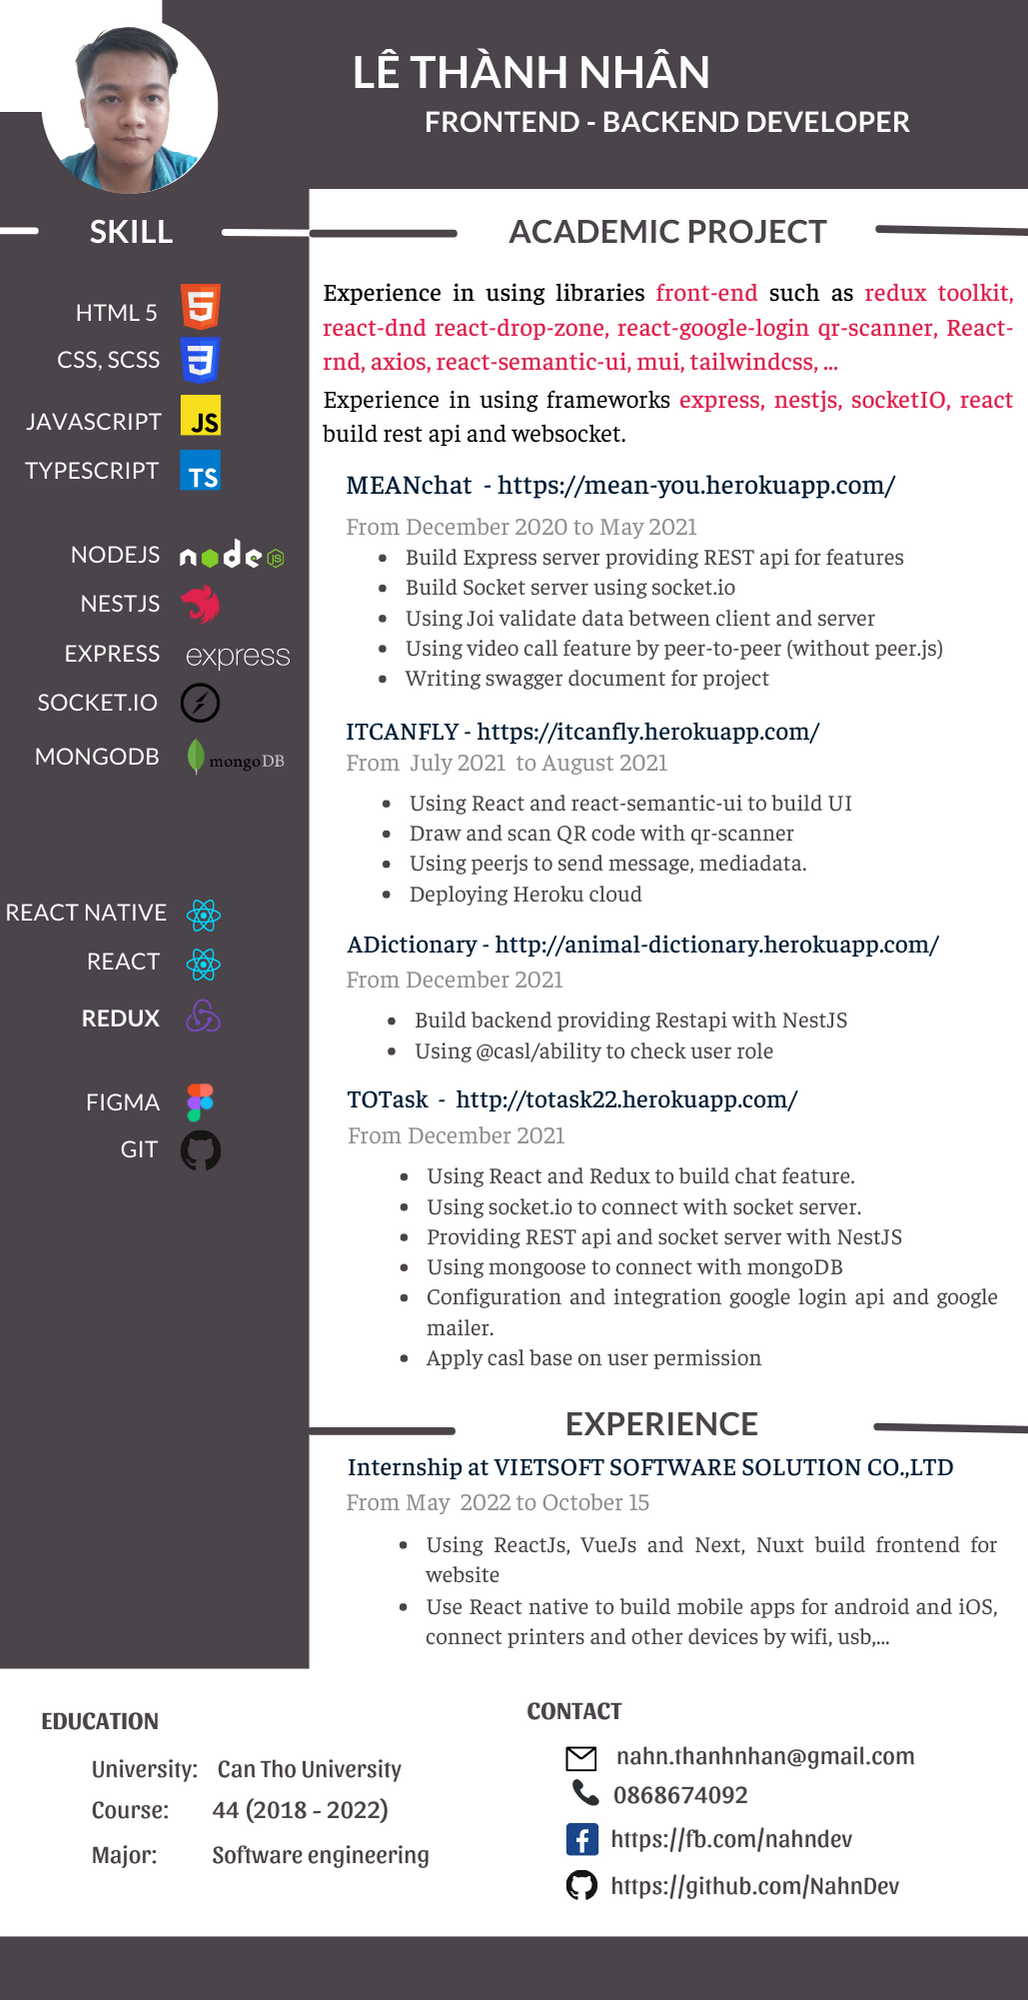 LÊ THÀNH NHÂN
FRONTEND - BACKEND DEVELOPER
SKILL
HTML 5
CSS, SCSS
JAVASCRIPT
JS
TYPESCRIPT
TS
NODEJS
node JS
NESTJS
EXPRESS
express
SOCKET.IO
MONGODB
mongoDB
REACT NATIVE
REACT
REDUX
FIGMA
GIT
ACADEMIC PROJECT
Experience in using libraries front-end such as redux toolkit,
react-dnd react-drop-zone, react-google-login qr-scanner, React-
rnd, axios, react-semantic-ui, mui, tailwindcss, ...
Experience in using frameworks express, nestjs, socketIO, react
build rest api and websocket.
MEANchat - https://mean-you.herokuapp.com/
From December 2020 to May 2021
• Build Express server providing REST api for features
• Build Socket server using socket.io
• Using Joi validate data between client and server
• Using video call feature by peer-to-peer (without peer.js)
• Writing swagger document for project
ITCANFLY - https://itcanfly.herokuapp.com/
From July 2021 to August 2021
• Using React and react-semantic-ui to build UI
• Draw and scan QR code with qr-scanner
• Using peerjs to send message, mediadata.
• Deploying Heroku cloud
ADictionary - http://animal-dictionary.herokuapp.com/
From December 2021
• Build backend providing Restapi with NestJS
• Using @casl/ability to check user role
TOTask - http://totask22.herokuapp.com/
From December 2021
• Using React and Redux to build chat feature.
• Using socket.io to connect with socket server.
• Providing REST api and socket server with NestJS
• Using mongoose to connect with mongoDB
• Configuration and integration google login api and google
mailer.
• Apply casl base on user permission
EXPERIENCE
Internship at VIETSOFT SOFTWARE SOLUTION CO.,LTD
From May 2022 to October 15
• Using ReactJs, VueJs and Next, Nuxt build frontend for
website
• Use React native to build mobile apps for android and iOS,
connect printers and other devices by wifi, usb,...
EDUCATION
University: Can Tho University
Course: 44 (2018 - 2022)
Major: Software engineering
CONTACT
nahn.thanhnhan@gmail.com
0868674092
https://fb.com/nahndev
https://github.com/NahnDev